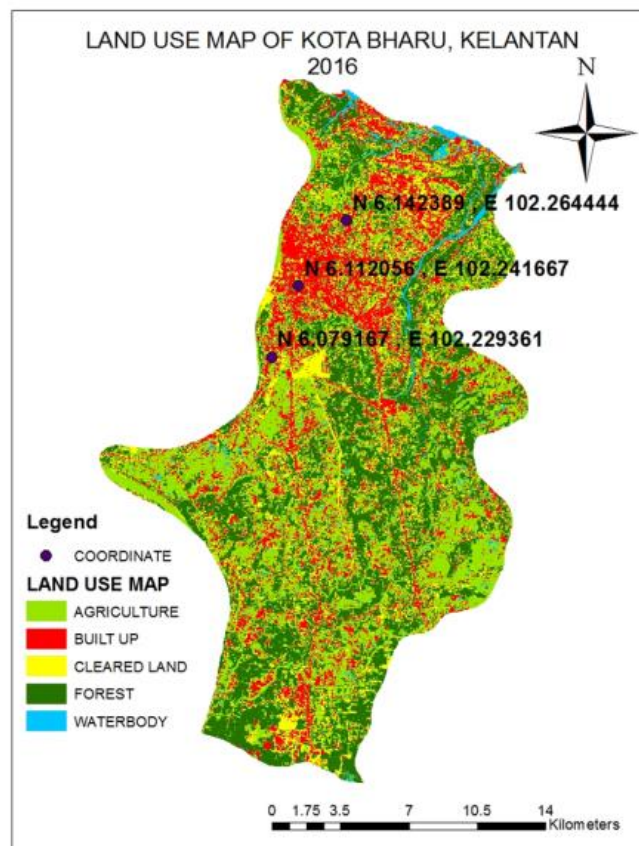 LAND USE MAP OF KOTA BHARU, KELANTAN
2016
N
N 6.142389 , E 102.264444
N 6.112056 , E 102.241667
N 6.079167 , E 102.229361
Legend
COORDINATE
LAND USE MAP
AGRICULTURE
BUILT UP
CLEARED LAND
FOREST
WATERBODY
0 1.75 3.5 7 10.5 14
Kilometers